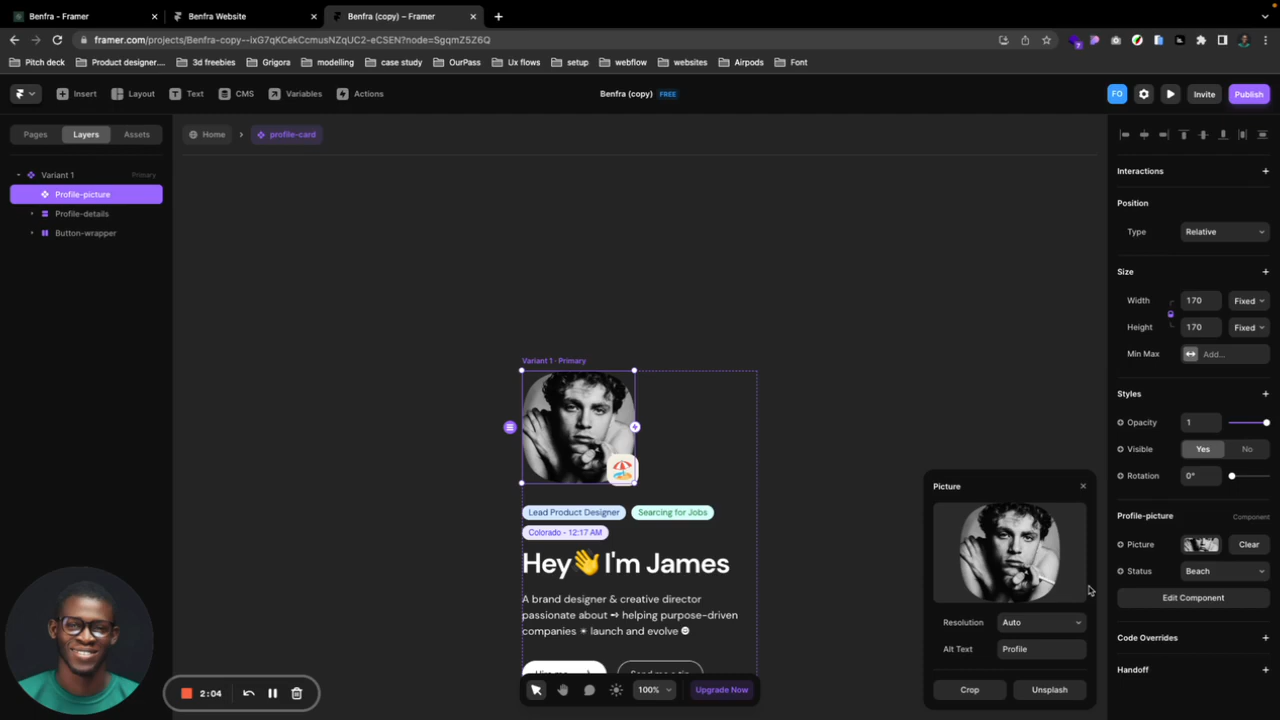 Benfra - Framer
Benfra Website
Benfra (copy) – Framer
framer.com/projects/Benfra-copy--lxG7qKCekCcmusNZqUC2-eCSEN?node=SgqmZ5Z6Q
7
Pitch deck
Product designer....
3d freebies
Grigora
modelling
case study
OurPass
Ux flows
setup
webflow
websites
Airpods
Font
Insert
Layout
Text
CMS
Variables
Actions
Benfra (copy) FREE
FO
Invite
Publish
Pages
Layers
Assets
Home
profile-card
Variant 1
Primary
Profile-picture
Profile-details
Button-wrapper
Variant 1 · Primary
Lead Product Designer
Searcing for Jobs
Colorado - 12:17 AM
Hey👋 I'm James
A brand designer & creative director
passionate about ➺ helping purpose-driven
companies ☀ launch and evolve ☻
100%
Upgrade Now
2:04
Picture
Resolution
Auto
Alt Text
Profile
Crop
Unsplash
Interactions
Position
Type
Relative
Size
Width
170
Fixed
Height
170
Fixed
Min Max
Add...
Styles
Opacity
1
Visible
Yes
No
Rotation
0°
Profile-picture
Component
Picture
Clear
Status
Beach
Edit Component
Code Overrides
Handoff